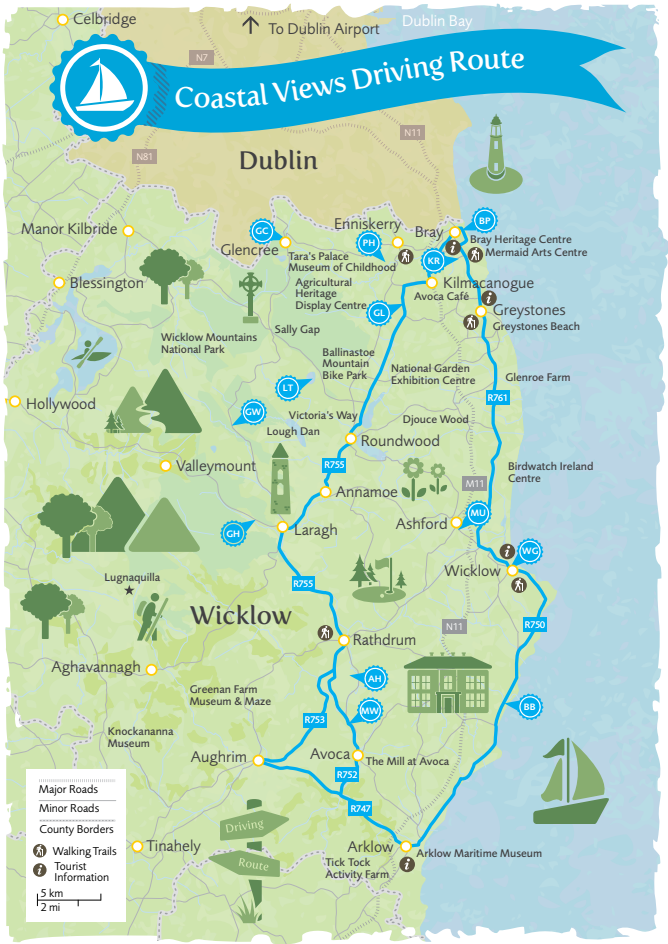 Celbridge
To Dublin Airport
Dublin Bay
N7
Coastal Views Driving Route
N11
N81
Dublin
Manor Kilbride
GC
Enniskerry
Bray
BP
Glencree
PH
Bray Heritage Centre
Mermaid Arts Centre
Tara's Palace
Museum of Childhood
KR
Blessington
Agricultural
Heritage
Display Centre
Kilmacanogue
Avoca Café
GL
Greystones
Greystones Beach
Sally Gap
Wicklow Mountains
National Park
Ballinastoe
Mountain
Bike Park
National Garden
Exhibition Centre
Glenroe Farm
LT
R761
Hollywood
GW
Victoria's Way
Djouce Wood
Lough Dan
Roundwood
Valleymount
R755
Birdwatch Ireland
Centre
M11
Annamoe
MU
Ashford
GH
Laragh
WG
Wicklow
Lugnaquilla
R755
Wicklow
R750
N11
Rathdrum
Aghavannagh
AH
Greenan Farm
Museum & Maze
MW
BB
R753
Knockananna
Museum
Aughrim
Avoca
The Mill at Avoca
R752
Major Roads
Minor Roads
R747
County Borders
Driving
Walking Trails
Tinahely
Arklow
Arklow Maritime Museum
Tourist
Information
Route
Tick Tock
Activity Farm
5 km
2 mi